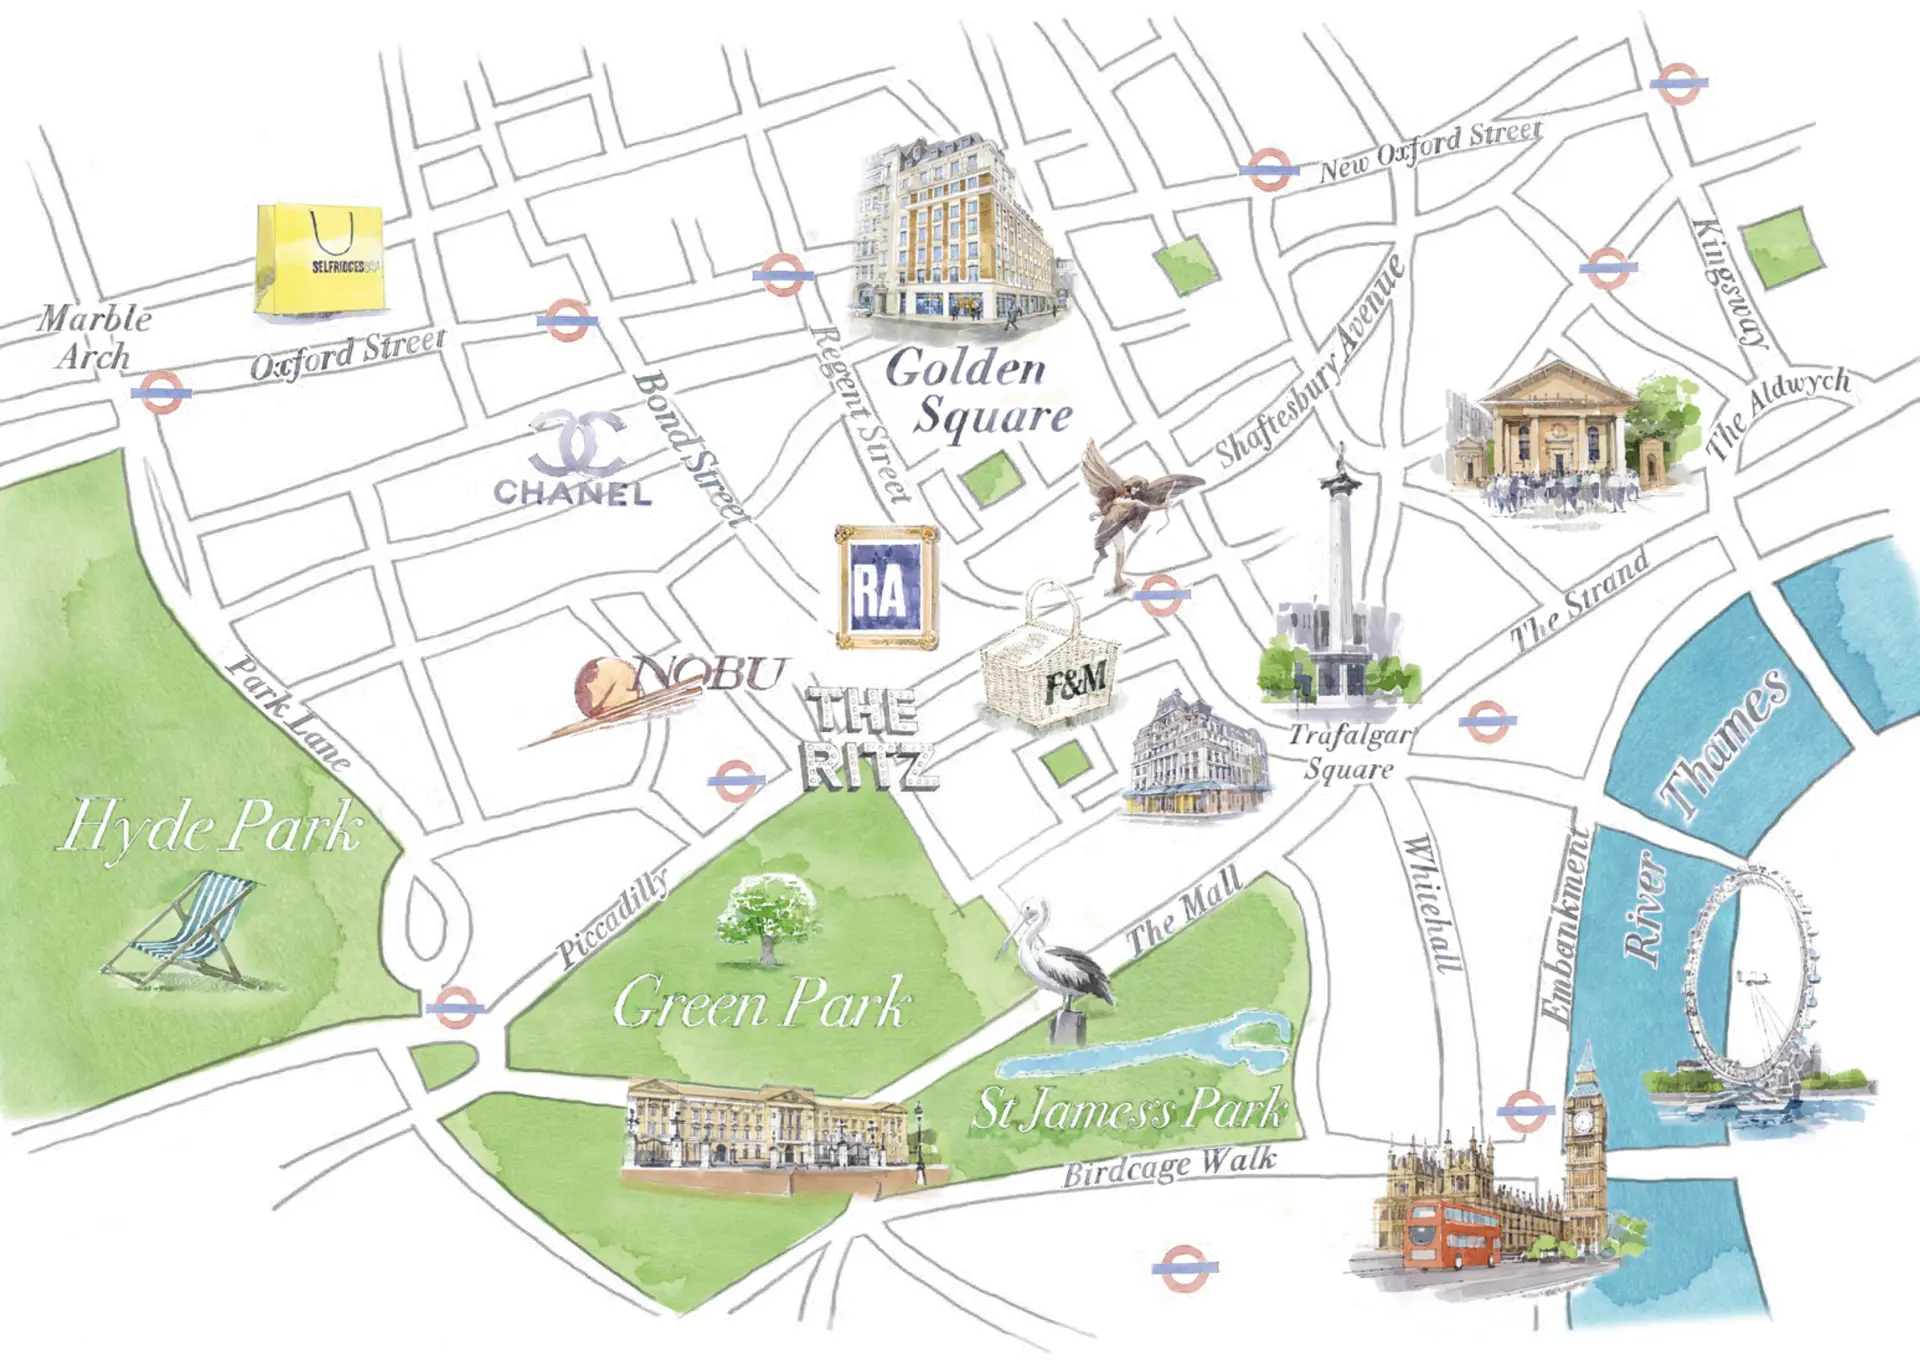 New Oxford Street
SELFRIDGES&CO
Kingsway
Marble
Arch
Oxford Street
Regent Street
Golden
Square
Shaftesbury Avenue
The Aldwych
Bond Street
CHANEL
RA
The Strand
Park Lane
NOBU
F&M
THE
RITZ
Trafalgar
Square
Thames
River
Hyde Park
Piccadilly
The Mall
Whitehall
Embankment
Green Park
St James's Park
Birdcage Walk